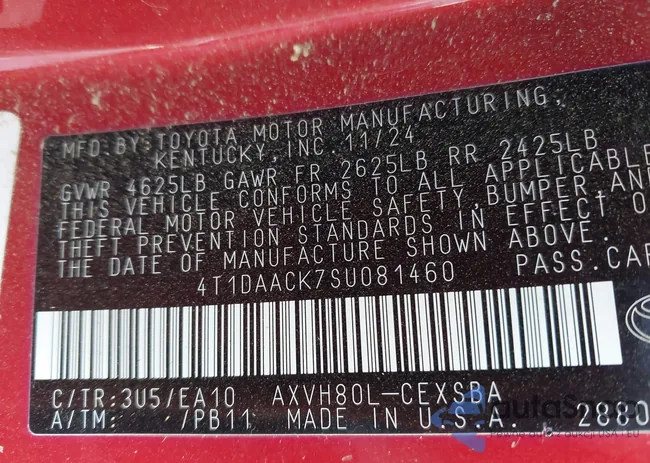 MFD.BY:TOYOTA MOTOR MANUFACTURING,
KENTUCKY,INC.11/24
GVWR 4625LB GAWR FR 2625LB RR 2425LB
THIS VEHICLE CONFORMS TO ALL APPLICABLE
FEDERAL MOTOR VEHICLE SAFETY,BUMPER,AND
THEFT PREVENTION STANDARDS IN EFFECT O
THE DATE OF MANUFACTURE SHOWN ABOVE.
4T1DAACK7SU081460 PASS.CAR
C/TR:3U5/EA10 AXVH80L-CEXSBA
A/TM: /PB11 MADE IN U.S.A. 2880